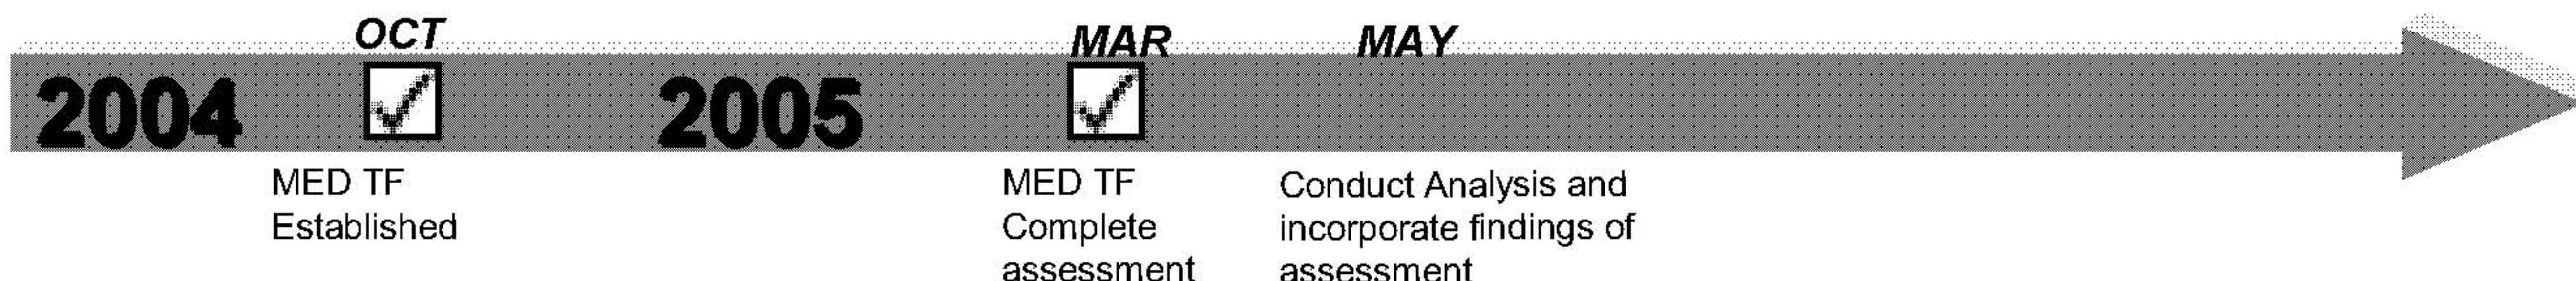 OCT
MAR
MAY
2004
2005
MED TF
Established
MED TF
Complete
assessment
Conduct Analysis and
incorporate findings of
assessment